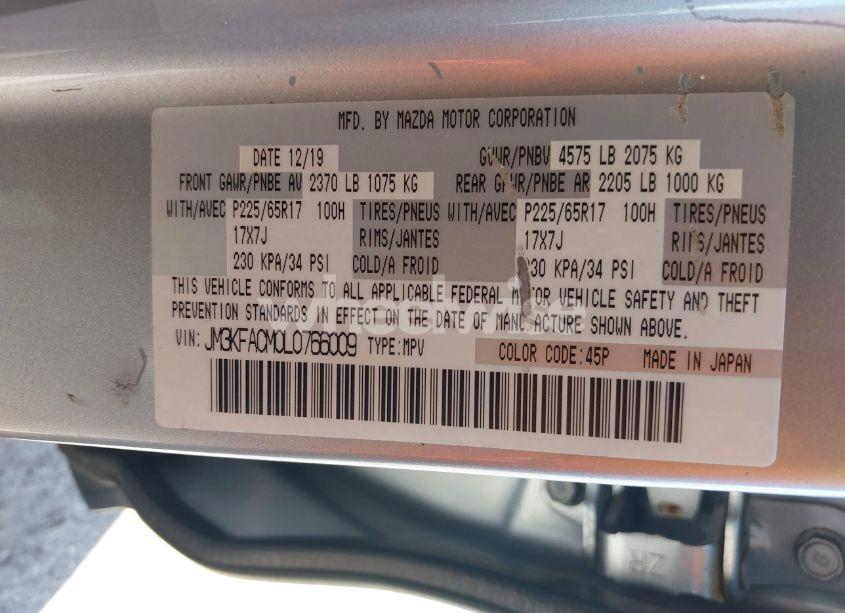 MFD. BY MAZDA MOTOR CORPORATION
DATE 12/19 GVWR/PNBV 4575 LB 2075 KG
FRONT GAWR/PNBE AV 2370 LB 1075 KG REAR GAWR/PNBE AR 2205 LB 1000 KG
WITH/AVEC P225/65R17 100H TIRES/PNEUS WITH/AVEC P225/65R17 100H TIRES/PNEUS
17X7J RIMS/JANTES 17X7J RIMS/JANTES
230 KPA/34 PSI COLD/A FROID 230 KPA/34 PSI COLD/A FROID
THIS VEHICLE CONFORMS TO ALL APPLICABLE FEDERAL MOTOR VEHICLE SAFETY AND THEFT
PREVENTION STANDARDS IN EFFECT ON THE DATE OF MANUFACTURE SHOWN ABOVE.
VIN: JM3KFACM0L0766009 TYPE:MPV COLOR CODE:45P MADE IN JAPAN
wheelwise
ZR